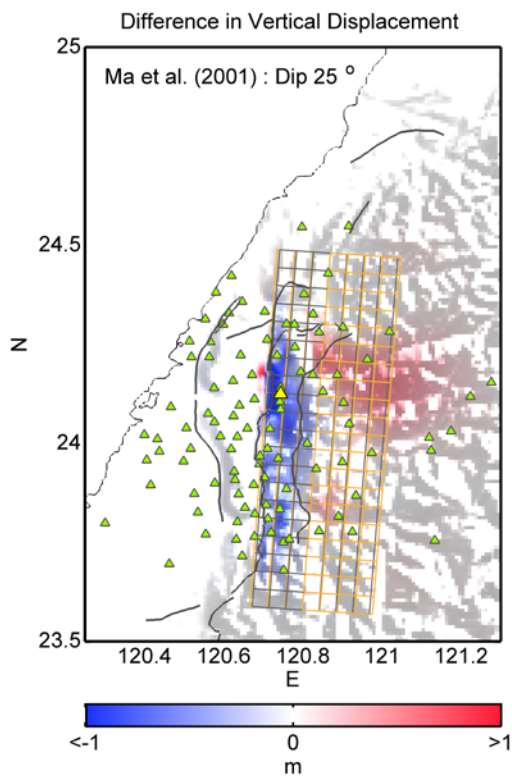 Difference in Vertical Displacement
25
Ma et al. (2001) : Dip 25 °
24.5
N
24
23.5
120.4 120.6 120.8 121 121.2
E
<-1 0 >1
m